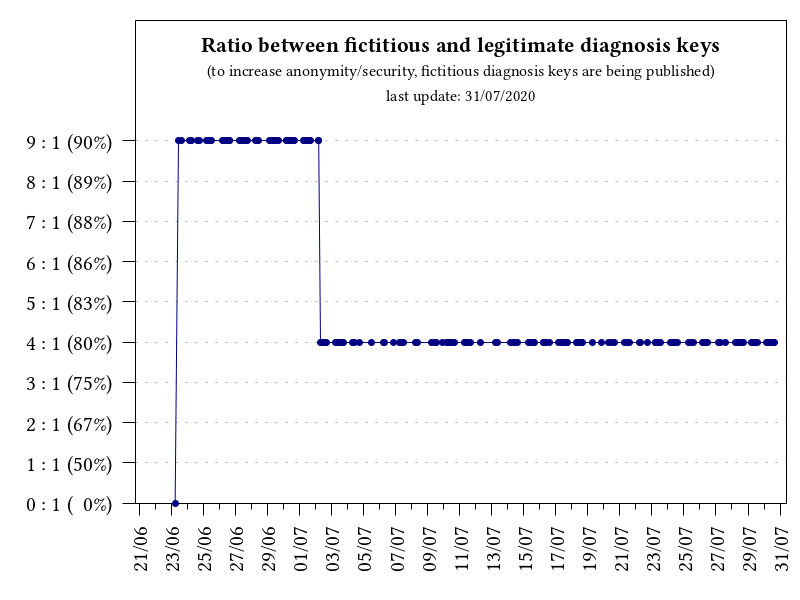 Ratio between fictitious and legitimate diagnosis keys
(to increase anonymity/security, fictitious diagnosis keys are being published)
last update: 31/07/2020
9 : 1 (90%)
8 : 1 (89%)
7 : 1 (88%)
6 : 1 (86%)
5 : 1 (83%)
4 : 1 (80%)
3 : 1 (75%)
2 : 1 (67%)
1 : 1 (50%)
0 : 1 (  0%)
21/06
23/06
25/06
27/06
29/06
01/07
03/07
05/07
07/07
09/07
11/07
13/07
15/07
17/07
19/07
21/07
23/07
25/07
27/07
29/07
31/07